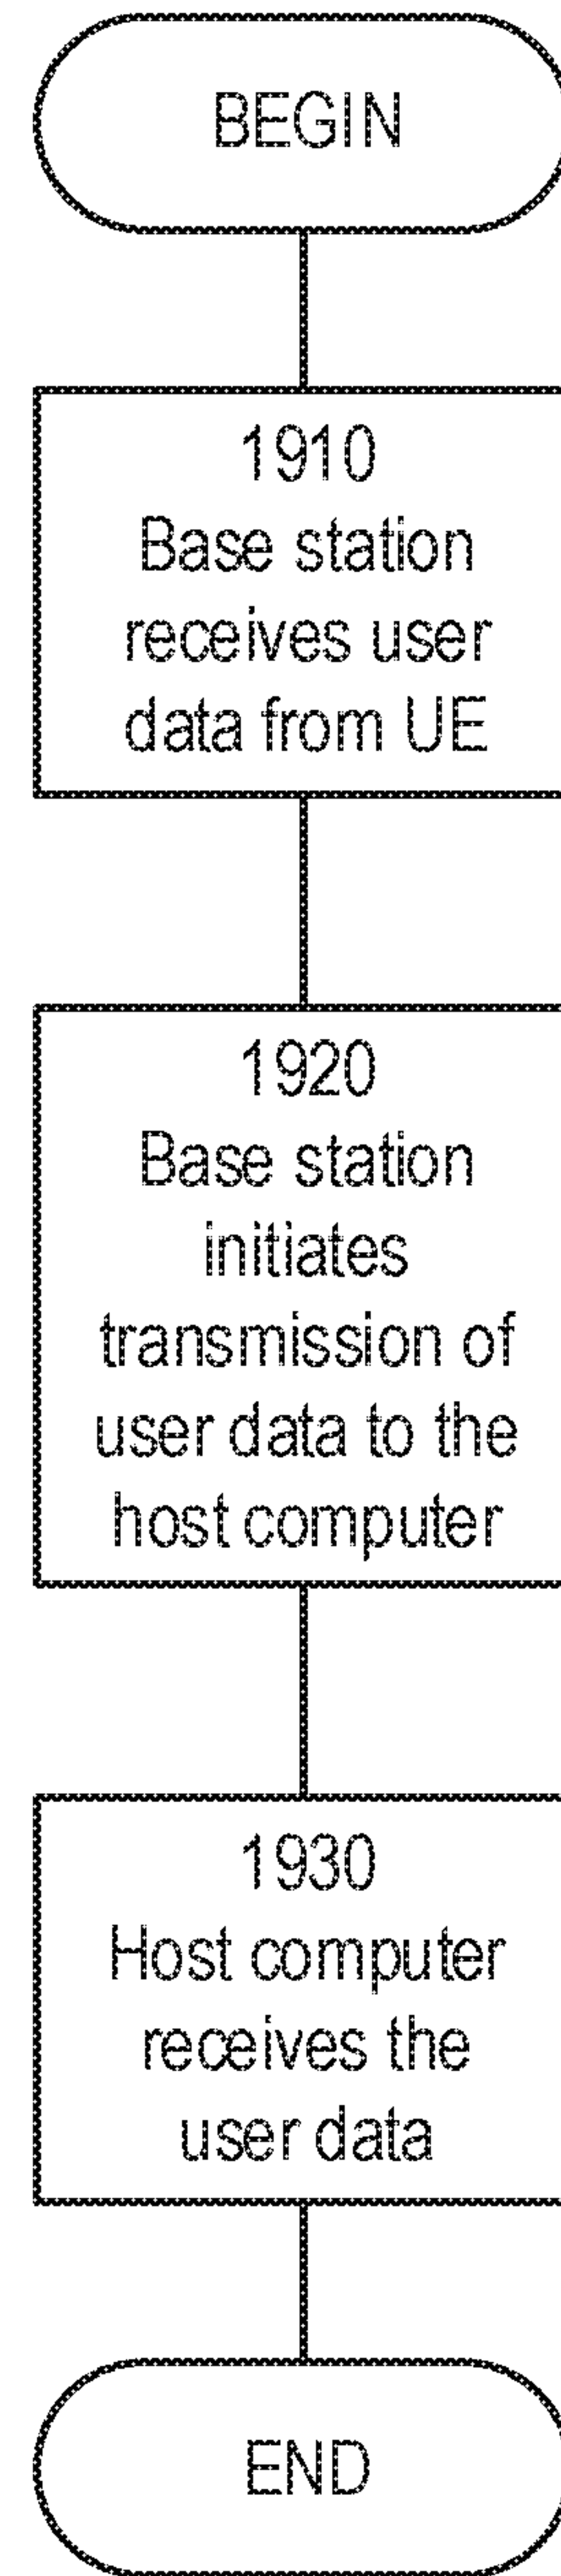 BEGIN
1910
Base station
receives user
data from UE
1920
Base station
initiates
transmission of
user data to the
host computer
1930
Host computer
receives the
user data
END